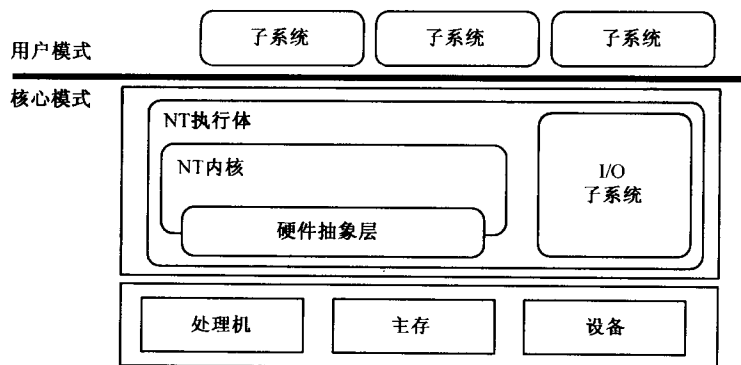 子系统 子系统 子系统
用户模式
核心模式
NT执行体
NT内核
I/O
子系统
硬件抽象层
处理机 主存 设备